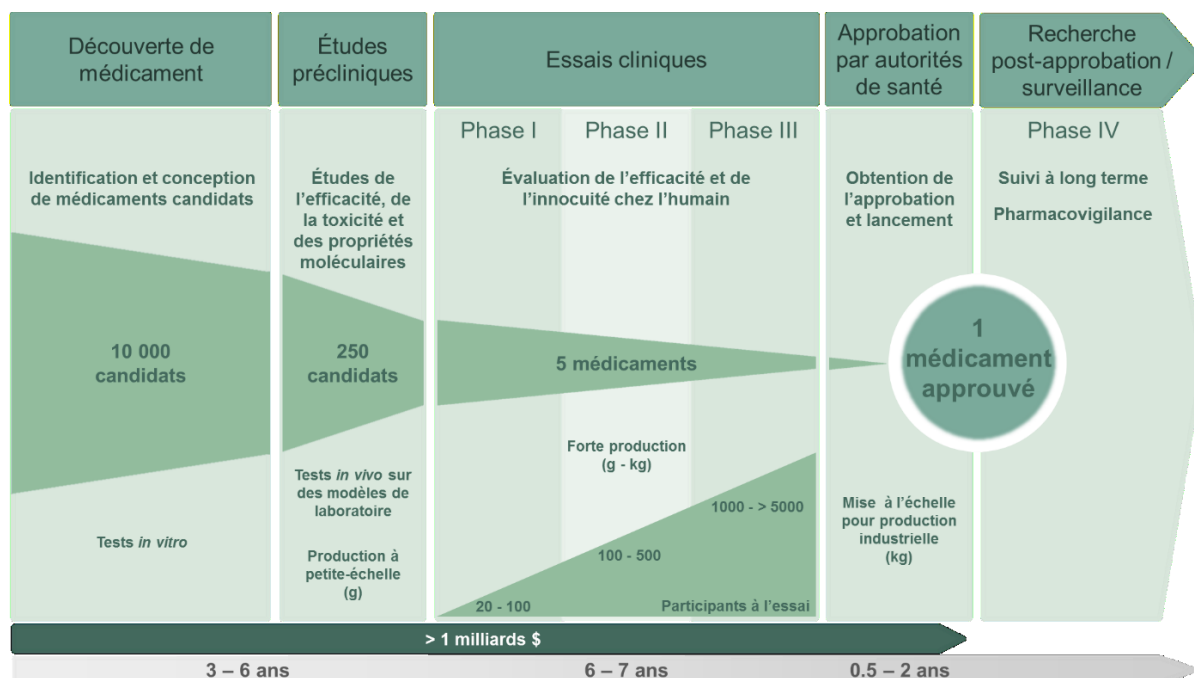 Découverte de
médicament
Études
précliniques
Essais cliniques
Approbation
par autorités
de santé
Recherche
post-approbation /
surveillance
Phase I
Phase II
Phase III
Phase IV
Identification et conception
de médicaments candidats
Études de
l'efficacité, de
la toxicité et
des propriétés
moléculaires
Évaluation de l'efficacité et de
l'innocuité chez l'humain
Obtention de
l'approbation
et lancement
Suivi à long terme
Pharmacovigilance
10 000
candidats
250
candidats
5 médicaments
1
médicament
approuvé
Tests in vitro
Tests in vivo sur
des modèles de
laboratoire
Production à
petite-échelle
(g)
Forte production
(g - kg)
20 - 100
100 - 500
1000 - > 5000
Participants à l'essai
Mise à l'échelle
pour production
industrielle
(kg)
> 1 milliards $
3 – 6 ans
6 – 7 ans
0.5 – 2 ans